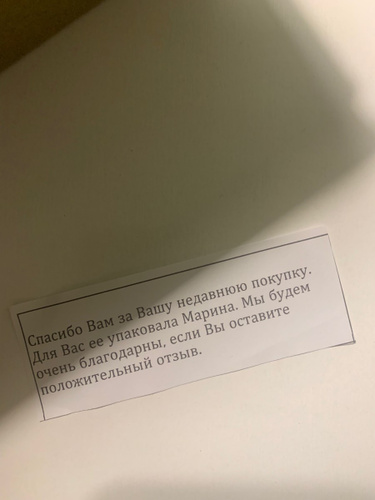 Спасибо Вам за Вашу недавнюю покупку.
Для Вас ее упаковала Марина. Мы будем
очень благодарны, если Вы оставите
положительный отзыв.